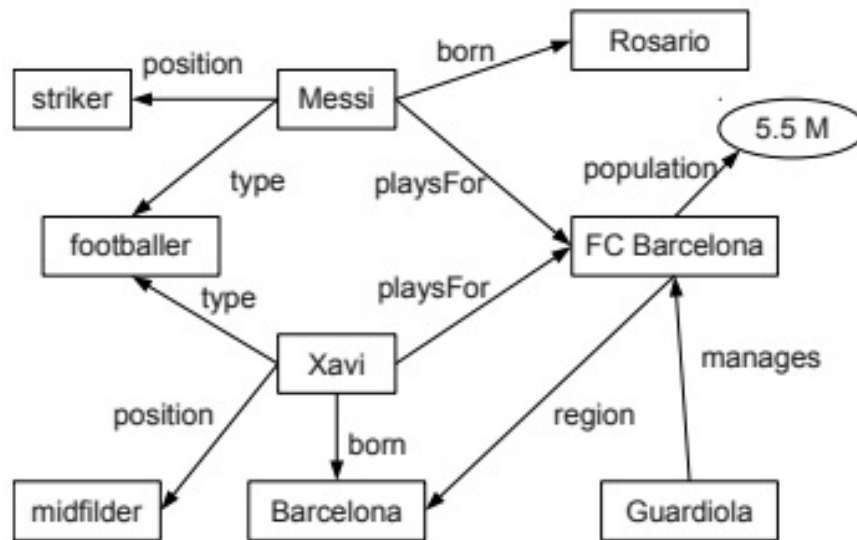 born
Rosario
position
striker
Messi
5.5 M
type
playsFor
population
footballer
FC Barcelona
type
playsFor
Xavi
manages
position
region
born
midfilder
Barcelona
Guardiola